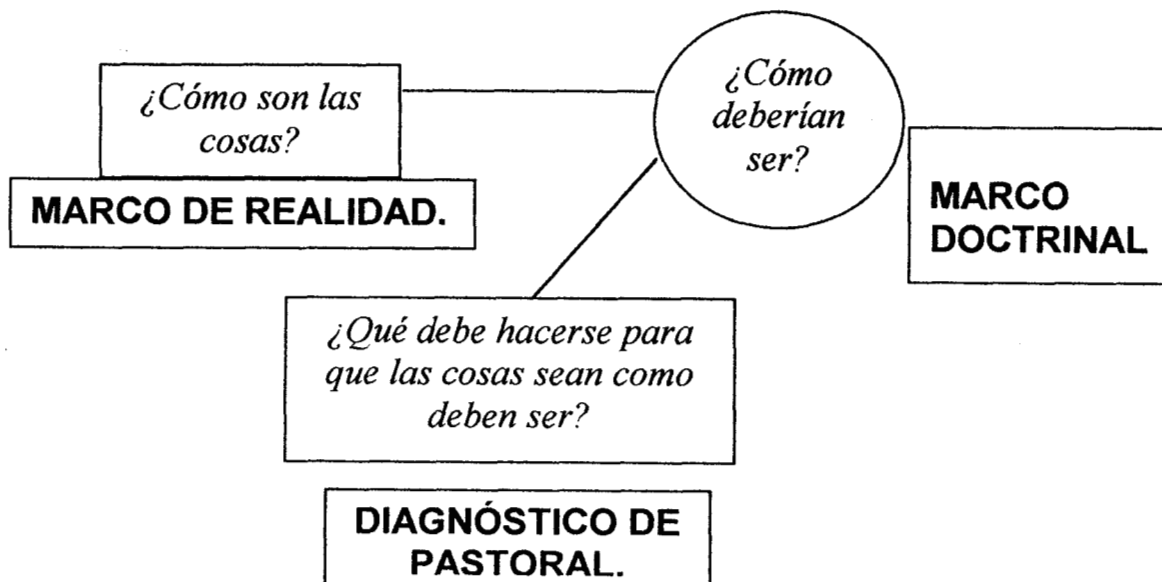 ¿Cómo son las
cosas?
MARCO DE REALIDAD.
¿Cómo
deberían
ser?
MARCO
DOCTRINAL
¿Qué debe hacerse para
que las cosas sean como
deben ser?
DIAGNÓSTICO DE
PASTORAL.